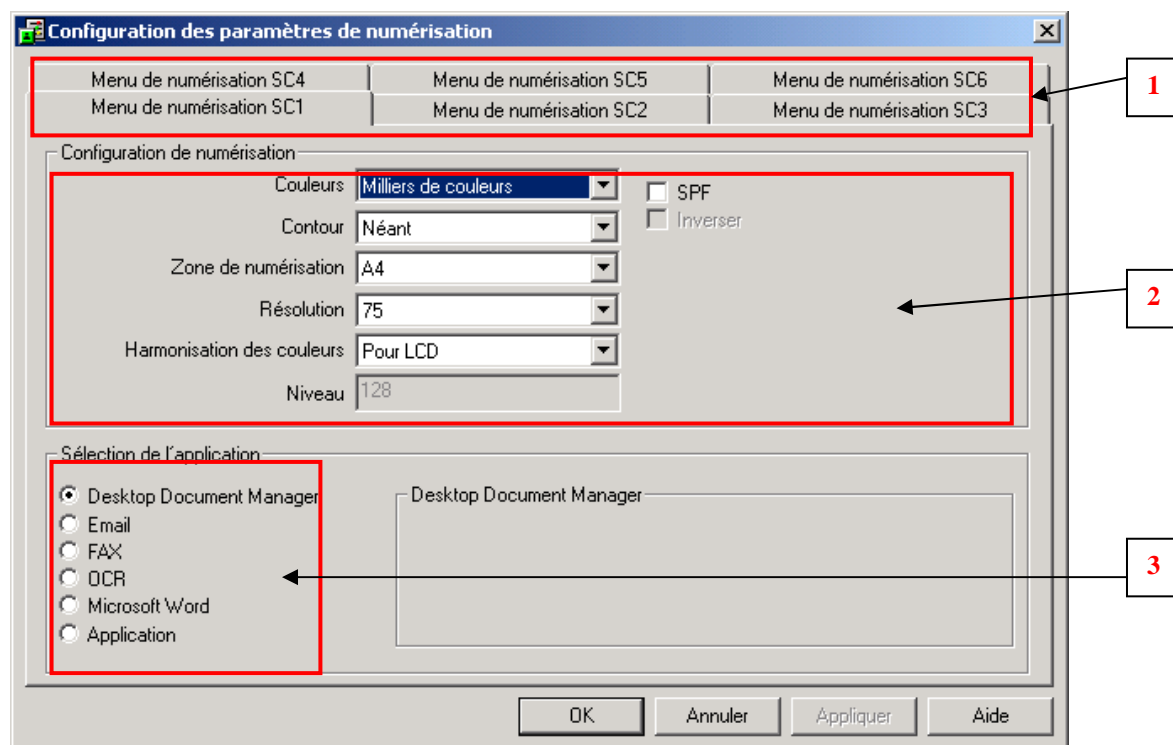 Configuration des paramètres de numérisation
Menu de numérisation SC4 Menu de numérisation SC5 Menu de numérisation SC6
1
Menu de numérisation SC1 Menu de numérisation SC2 Menu de numérisation SC3
Configuration de numérisation
Couleurs Milliers de couleurs SPF
Contour Néant Inverser
Zone de numérisation A4
2
Résolution 75
Harmonisation des couleurs Pour LCD
Niveau 128
Sélection de l'application
Desktop Document Manager Desktop Document Manager
Email
FAX
3
OCR
Microsoft Word
Application
OK Annuler Appliquer Aide